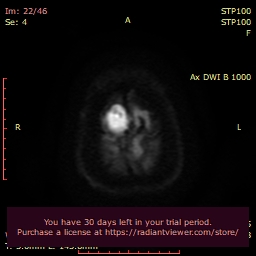 Im: 22/46
STP100
Se: 4
STP100
A
F
Ax DWI B 1000
R
L
You have 30 days left in your trial period.
Purchase a license at https://radiantviewer.com/store/